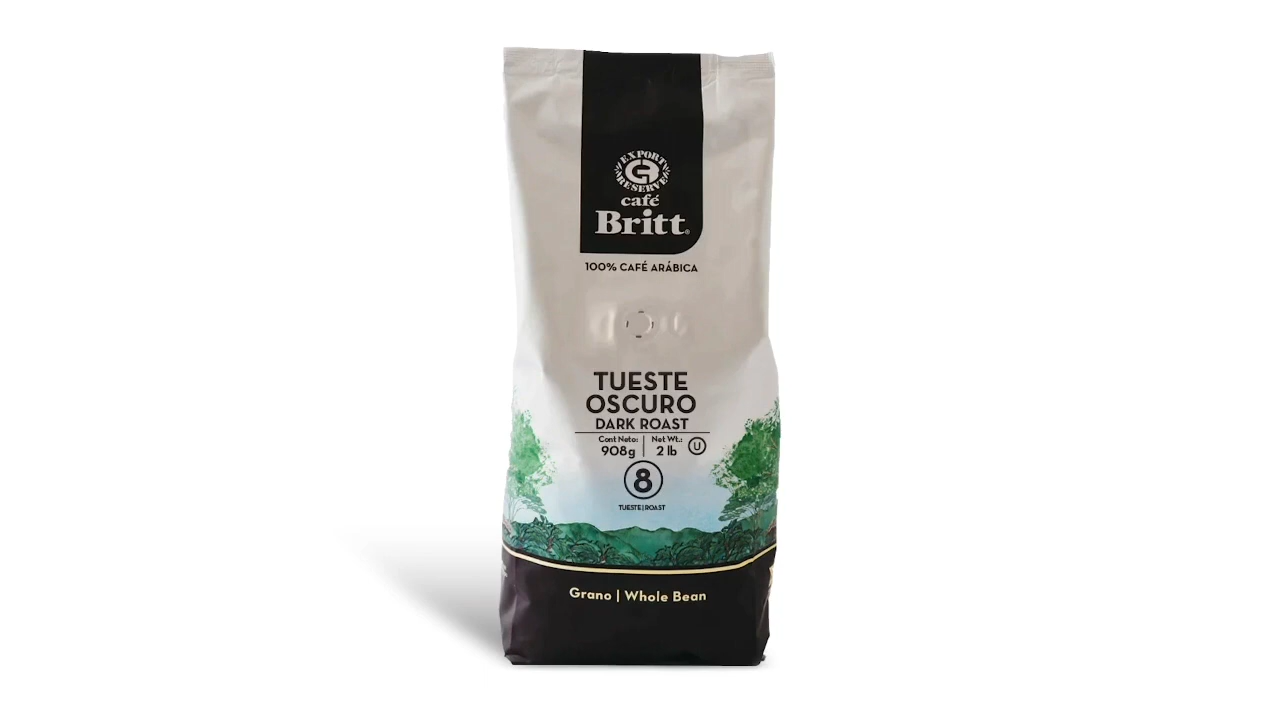 EXPORT
RESERVE
café
Britt®
100% CAFÉ ARÁBICA
TUESTE
OSCURO
DARK ROAST
Cont Neto: Net Wt.:
908g 2 lb U
8
TUESTE|ROAST
Grano | Whole Bean